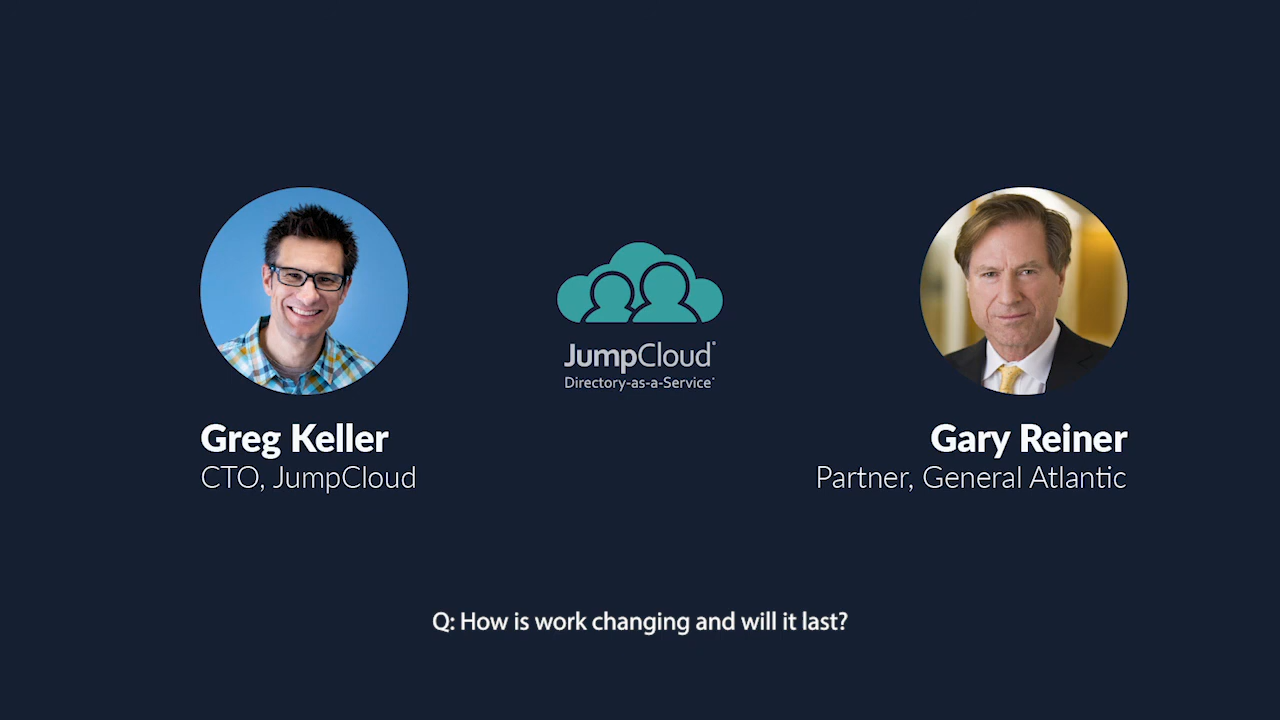 JumpCloud®
Directory-as-a-Service®
Greg Keller
CTO, JumpCloud
Gary Reiner
Partner, General Atlantic
Q: How is work changing and will it last?